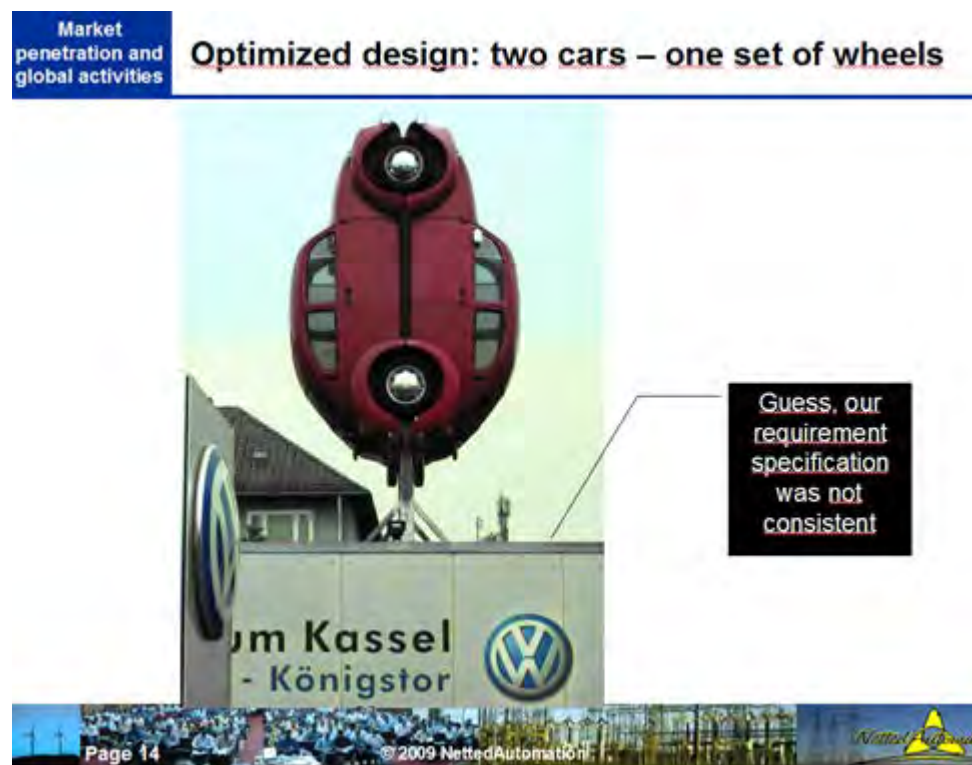 Market
penetration and
global activities
Optimized design: two cars – one set of wheels
Guess, our
requirement
specification
was not
consistent
um Kassel
- Königstor
Page 14
© 2009 NettedAutomation